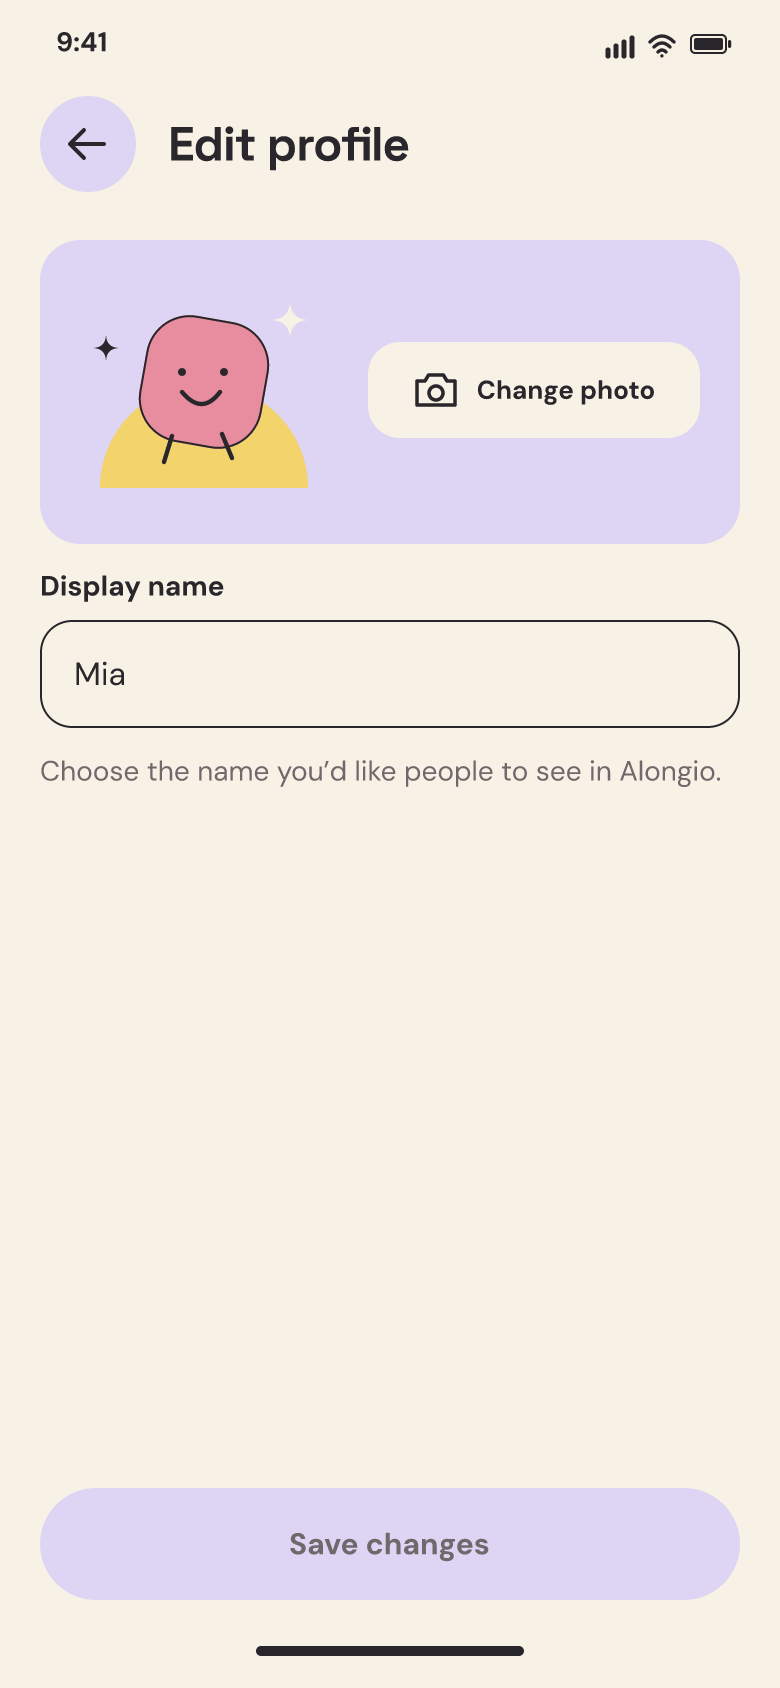 9:41
Edit profile
Change photo
Display name
Mia
Choose the name you’d like people to see in Alongio.
Save changes